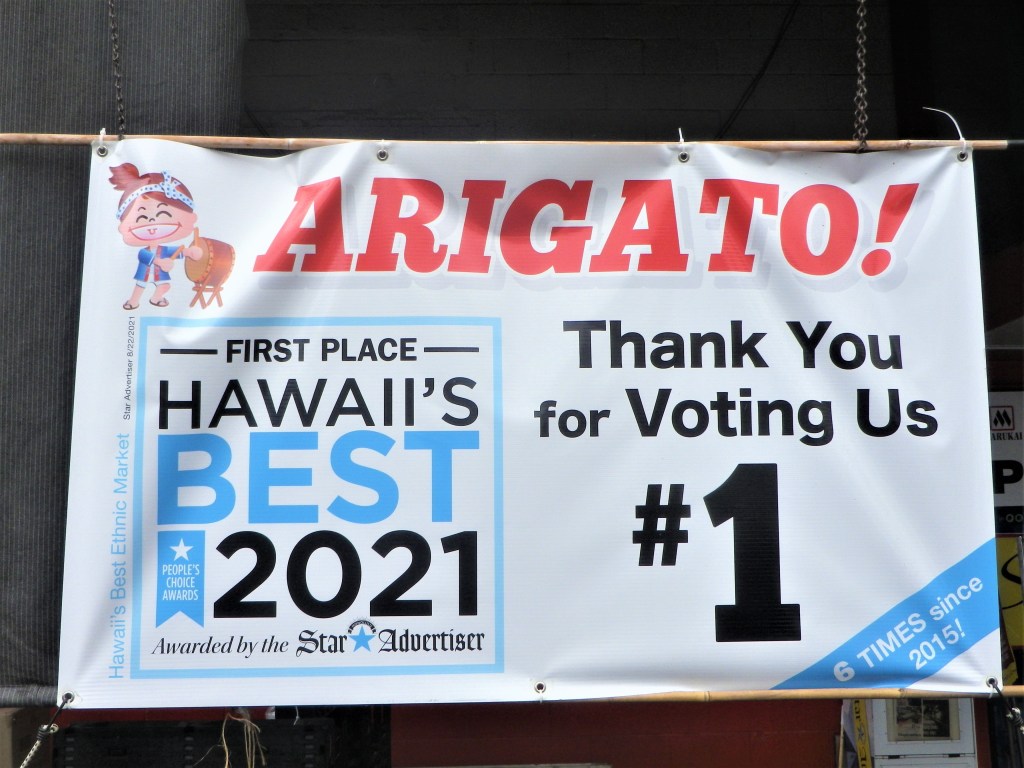 ARIGATO!
Star Advertiser 8/22/2021
Hawaii's Best Ethnic Market
FIRST PLACE
HAWAII'S
BEST
2021
PEOPLE'S
CHOICE
AWARDS
Awarded by the Star Advertiser
Thank You
for Voting Us
#1
6 TIMES since
2015!
ARUKAI
P